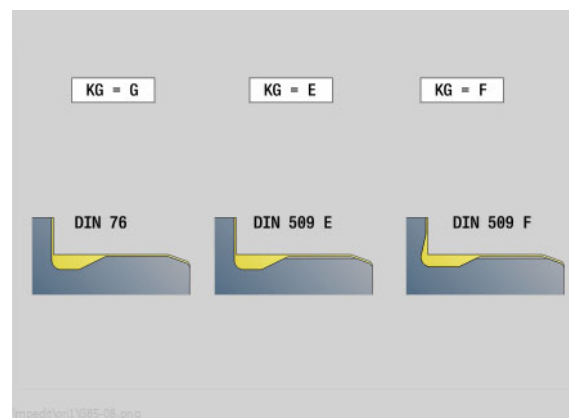 KG = G
KG = E
KG = F
DIN 76
DIN 509 E
DIN 509 F